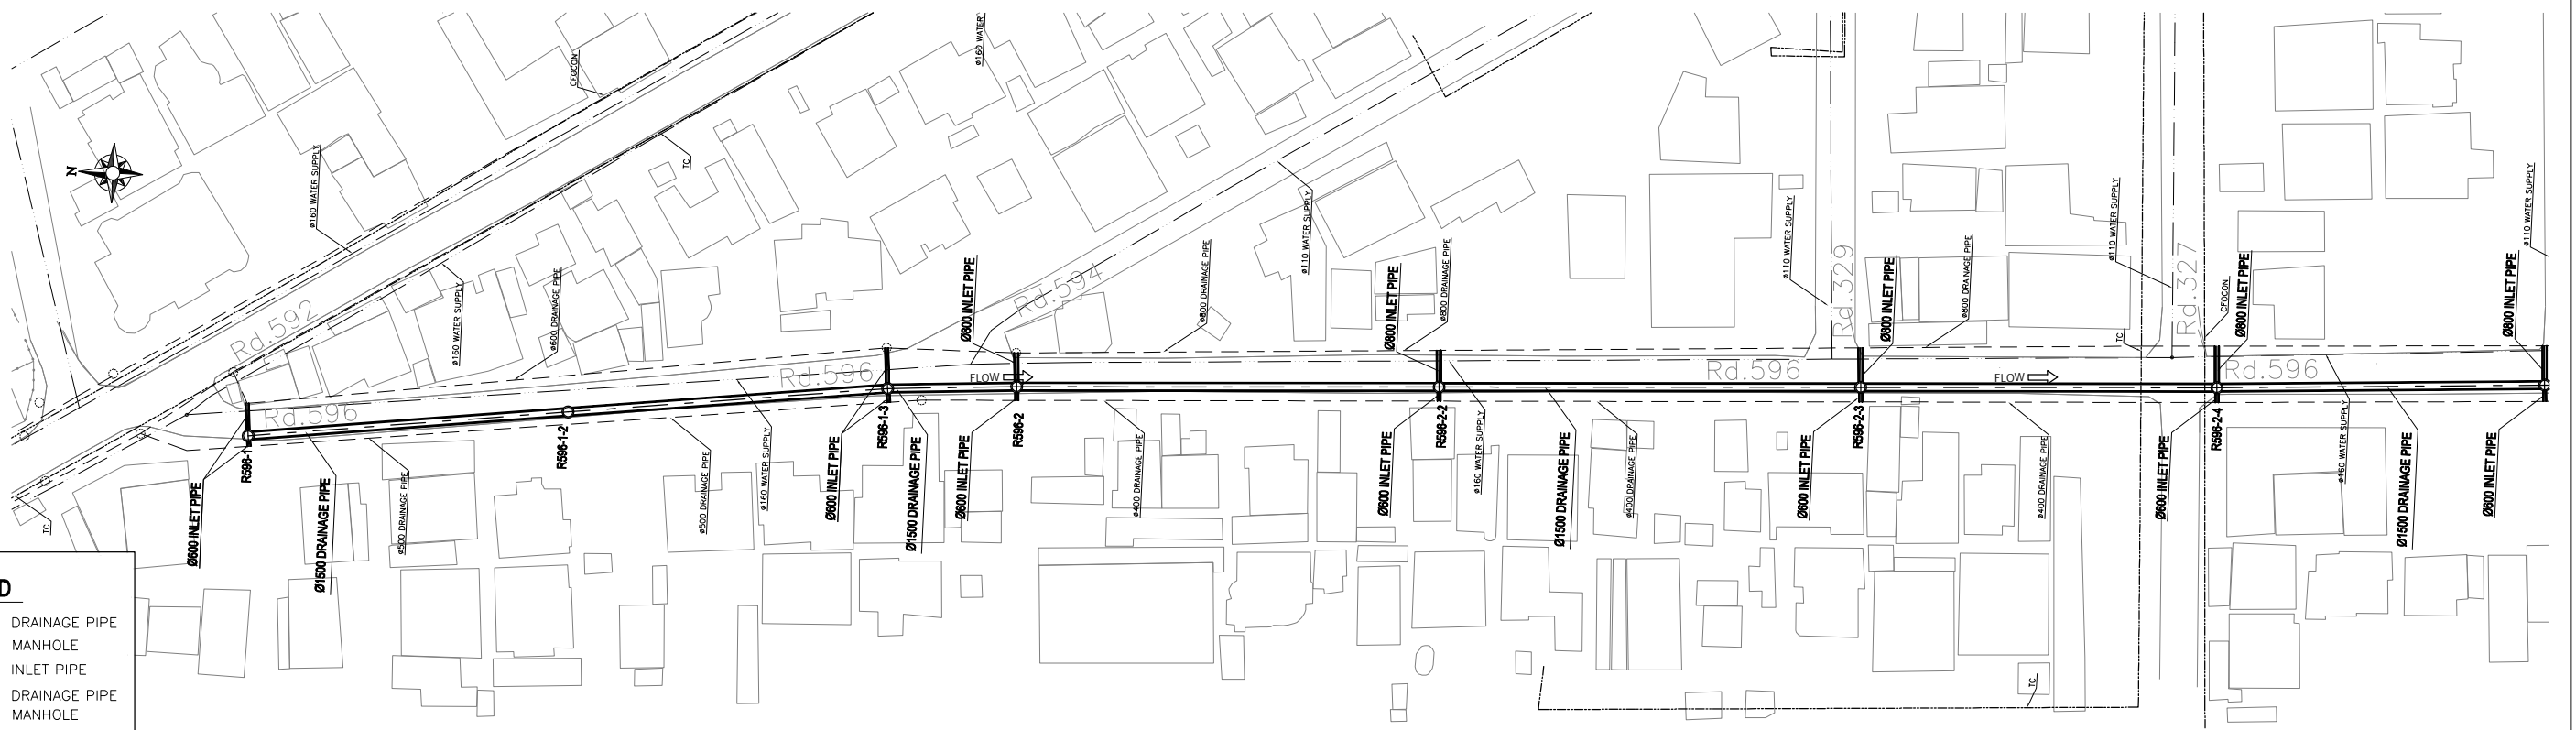 ø160 WATER
CFOCON
TC
N
ø160 WATER SUPPLY
ø110 WATER SUPPLY
ø110 WATER SUPPLY
ø110 WATER SUPPLY
ø110 WATER SUPPLY
Rd.592
ø160 WATER SUPPLY
ø600 DRAINAGE PIPE
Ø800 INLET PIPE
Rd.594
ø800 DRAINAGE PIPE
Ø800 INLET PIPE
ø800 DRAINAGE PIPE
Rd.329
Ø800 INLET PIPE
ø800 DRAINAGE PIPE
TC
Rd.327
CFOCON
Ø800 INLET PIPE
Ø800 INLET PIPE
Rd.596
Rd.596
FLOW
Rd.596
FLOW
Rd.596
R596-1
R596-1-2
R596-1-3
R596-2
R596-2-2
R596-2-3
R596-2-4
TC
Ø600 INLET PIPE
Ø1500 DRAINAGE PIPE
ø500 DRAINAGE PIPE
ø500 DRAINAGE PIPE
ø160 WATER SUPPLY
Ø600 INLET PIPE
Ø1500 DRAINAGE PIPE
Ø600 INLET PIPE
ø400 DRAINAGE PIPE
Ø600 INLET PIPE
ø160 WATER SUPPLY
Ø1500 DRAINAGE PIPE
ø400 DRAINAGE PIPE
Ø600 INLET PIPE
ø400 DRAINAGE PIPE
Ø600 INLET PIPE
ø160 WATER SUPPLY
Ø1500 DRAINAGE PIPE
Ø600 INLET PIPE
TC
D
DRAINAGE PIPE
MANHOLE
INLET PIPE
DRAINAGE PIPE
MANHOLE